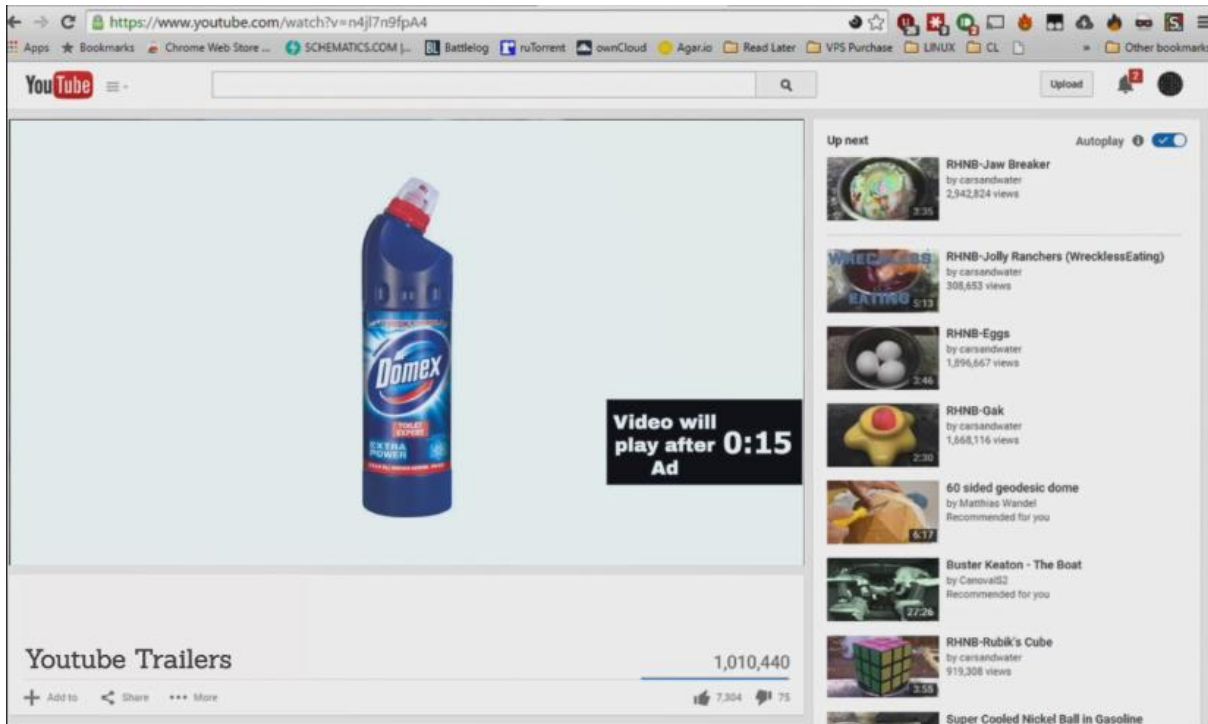 https://www.youtube.com/watch?v=n4jl7n9fpA4
Apps Bookmarks Chrome Web Store ... SCHEMATICS.COM |... Battlelog ruTorrent ownCloud Agar.io Read Later VPS Purchase LINUX CL » Other bookmarks
YouTube
Upload
2
Domex
TOILET EXPERT
EXTRA
POWER
Video will
play after 0:15
Ad
Youtube Trailers
1,010,440
Add to Share More
7,304 75
Up next Autoplay
3:35
RHNB-Jaw Breaker
by carsandwater
2,942,824 views
WRECKLESS
EATING
5:13
RHNB-Jolly Ranchers (WrecklessEating)
by carsandwater
308,653 views
3:46
RHNB-Eggs
by carsandwater
1,896,667 views
2:30
RHNB-Gak
by carsandwater
1,668,116 views
6:17
60 sided geodesic dome
by Matthias Wandel
Recommended for you
27:26
Buster Keaton - The Boat
by CanovalS2
Recommended for you
3:55
RHNB-Rubik's Cube
by carsandwater
919,308 views
Super Cooled Nickel Ball in Gasoline